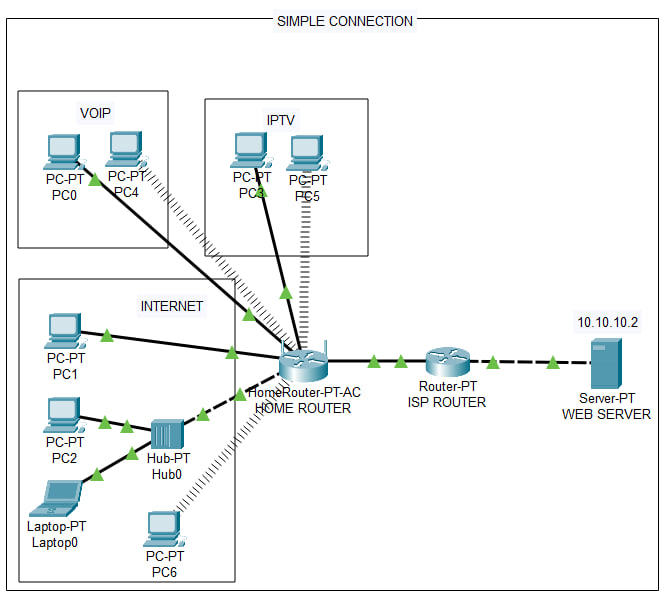 SIMPLE CONNECTION
VOIP
PC-PT
PC0
PC-PT
PC4
IPTV
PC-PT
PC3
PC-PT
PC5
INTERNET
PC-PT
PC1
PC-PT
PC2
Hub-PT
Hub0
Laptop-PT
Laptop0
PC-PT
PC6
HomeRouter-PT-AC
HOME ROUTER
Router-PT
ISP ROUTER
10.10.10.2
Server-PT
WEB SERVER